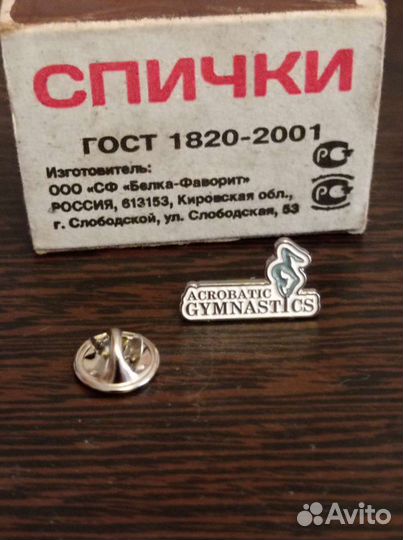 СПИЧКИ
ГОСТ 1820-2001
Изготовитель:
ООО «СФ «Белка-Фаворит»
РОССИЯ, 613153, Кировская обл.,
г. Слободской, ул. Слободская, 53
ACROBATIC
GYMNASTICS
Avito